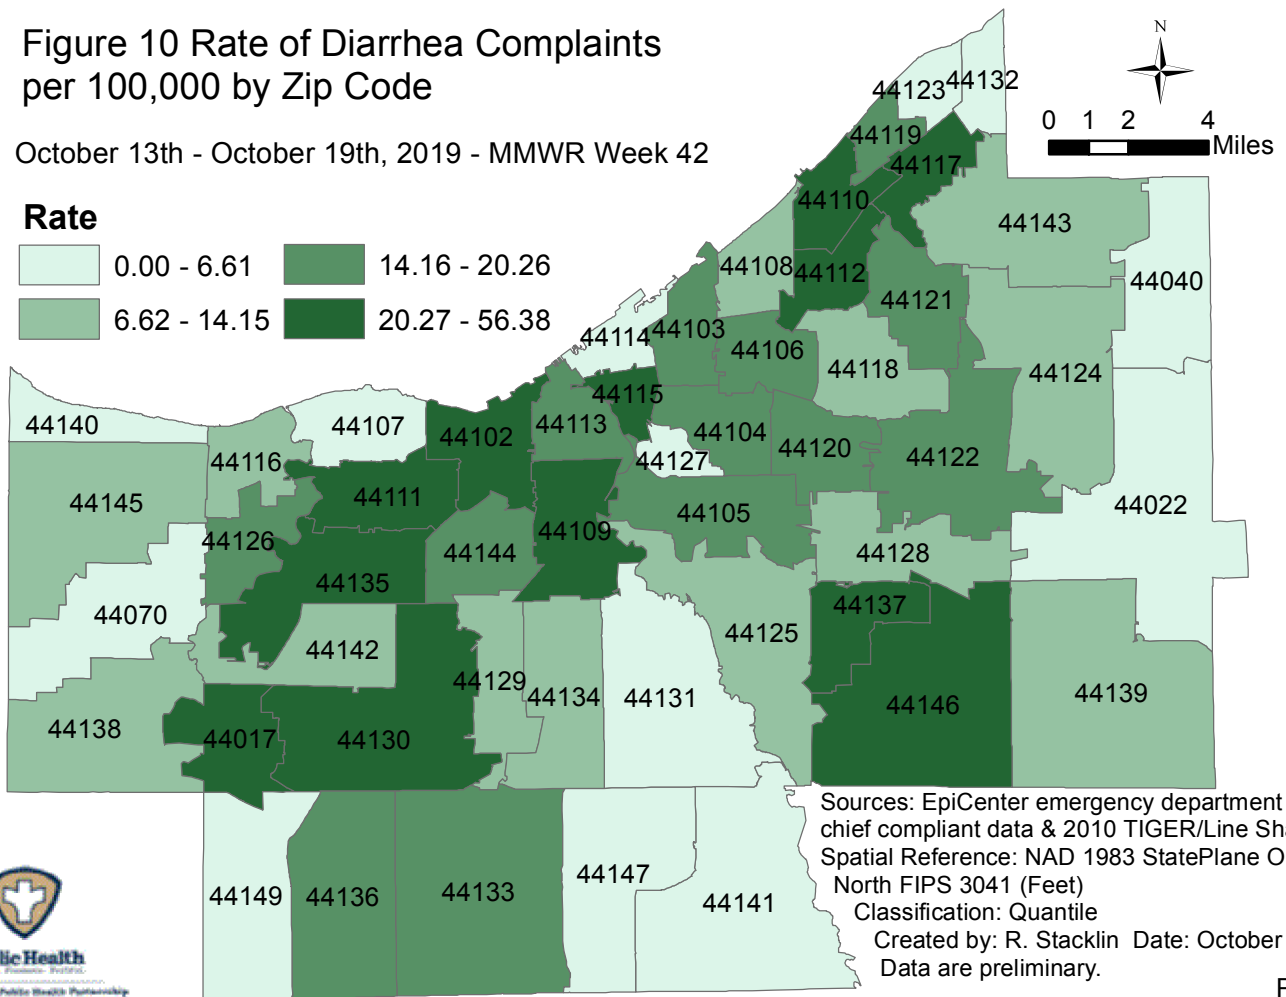 Figure 10 Rate of Diarrhea Complaints
per 100,000 by Zip Code
October 13th - October 19th, 2019 - MMWR Week 42
N
0 1 2 4
Miles
Rate
0.00 - 6.61
14.16 - 20.26
6.62 - 14.15
20.27 - 56.38
44132
44123
44119
44117
44110
44143
44108
44112
44040
44121
44114
44103
44106
44118
44124
44115
44140
44107
44113
44102
44104
44120
44122
44116
44127
44111
44145
44022
44105
44109
44126
44144
44128
44135
44137
44070
44125
44142
44129
44134
44131
44139
44146
44138
44017
44130
44147
44133
44136
44149
44141
Sources: EpiCenter emergency department
chief compliant data & 2010 TIGER/Line Sh
Spatial Reference: NAD 1983 StatePlane O
North FIPS 3041 (Feet)
Classification: Quantile
Created by: R. Stacklin Date: October
Data are preliminary.
lic Health
Public Health Partnership